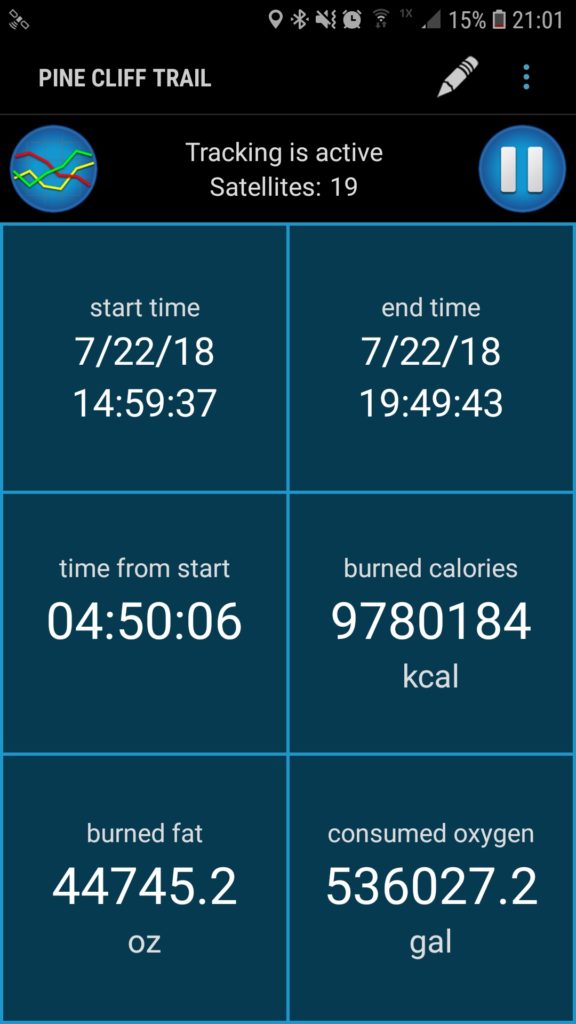 1X 15% 21:01
PINE CLIFF TRAIL
Tracking is active
Satellites: 19
start time
7/22/18
14:59:37
end time
7/22/18
19:49:43
time from start
04:50:06
burned calories
9780184
kcal
burned fat
44745.2
oz
consumed oxygen
536027.2
gal